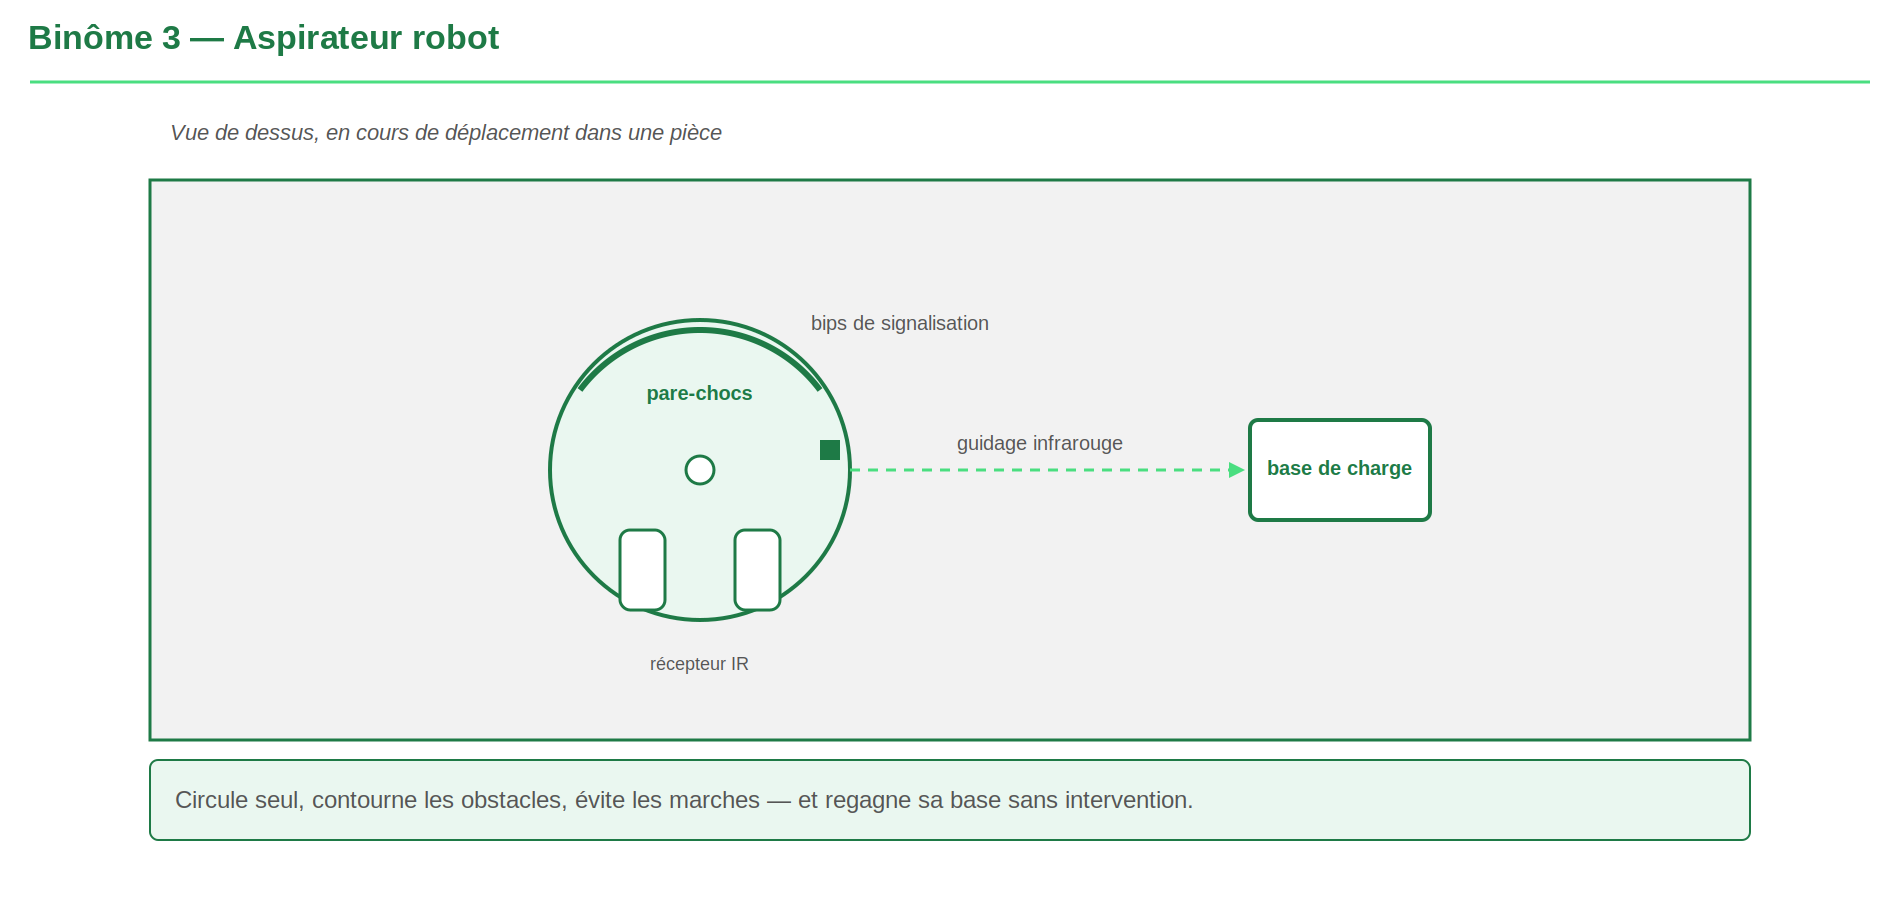 Binôme 3 — Aspirateur robot
Vue de dessus, en cours de déplacement dans une pièce
bips de signalisation
pare-chocs
guidage infrarouge
base de charge
récepteur IR
Circule seul, contourne les obstacles, évite les marches — et regagne sa base sans intervention.